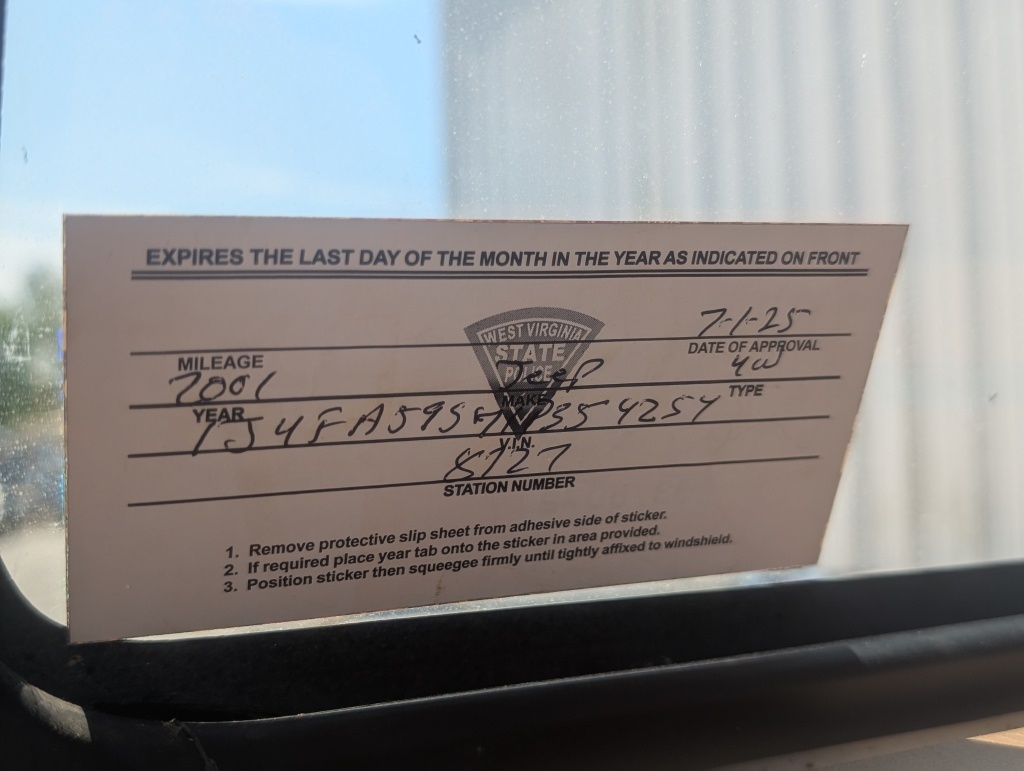 EXPIRES THE LAST DAY OF THE MONTH IN THE YEAR AS INDICATED ON FRONT
WEST VIRGINIA
STATE
POLICE
7-1-25
MILEAGE
DATE OF APPROVAL
2001
Jeep
4W
YEAR
MAKE
TYPE
V.I.N.
8127
STATION NUMBER
1. Remove protective slip sheet from adhesive side of sticker.
2. If required place year tab onto the sticker in area provided.
3. Position sticker then squeegee firmly until tightly affixed to windshield.